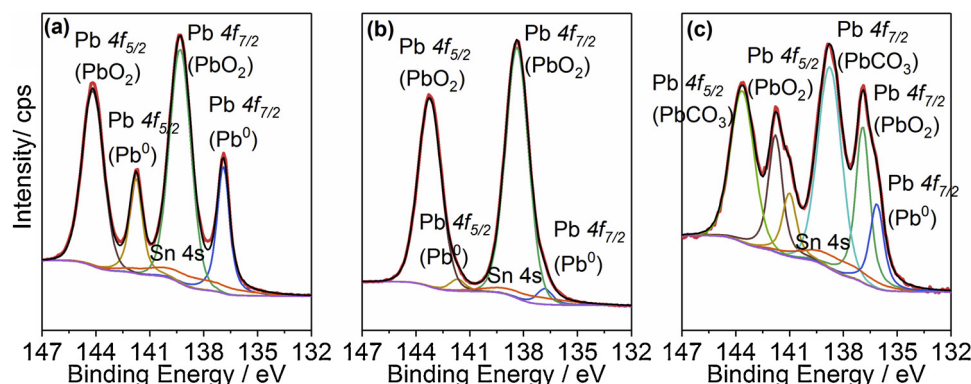 (a)
Pb 4f5/2
(PbO2)
Pb 4f7/2
(PbO2)
Pb 4f5/2
(Pb0)
Pb 4f7/2
(Pb0)
Sn 4s
Intensity/ cps
147 144 141 138 135 132
Binding Energy / eV
(b)
Pb 4f5/2
(PbO2)
Pb 4f7/2
(PbO2)
Pb 4f5/2
(Pb0)
Sn 4s
Pb 4f7/2
(Pb0)
147 144 141 138 135 132
Binding Energy / eV
(c)
Pb 4f7/2
(PbCO3)
Pb 4f5/2
(PbO2)
Pb 4f5/2
(PbCO3)
Pb 4f7/2
(PbO2)
Pb 4f7/2
(Pb0)
Sn 4s
147 144 141 138 135 132
Binding Energy / eV